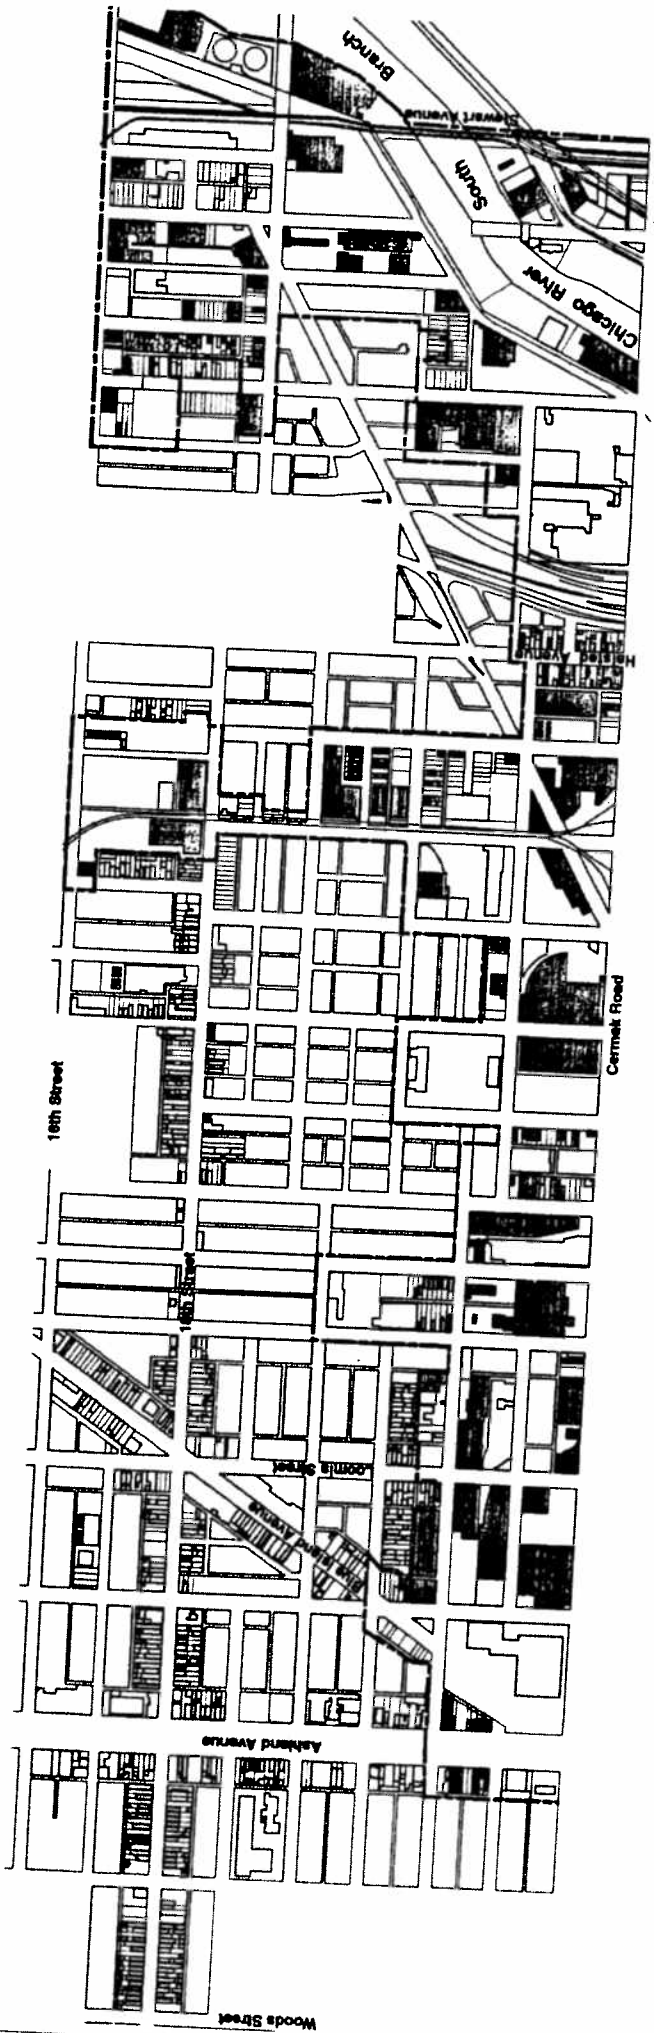 Branch
Stewart Avenue
South
Chicago River
Halsted Avenue
Cermak Road
16th Street
18th Street
Loomis Street
Blue Island Avenue
Ashland Avenue
Woods Street